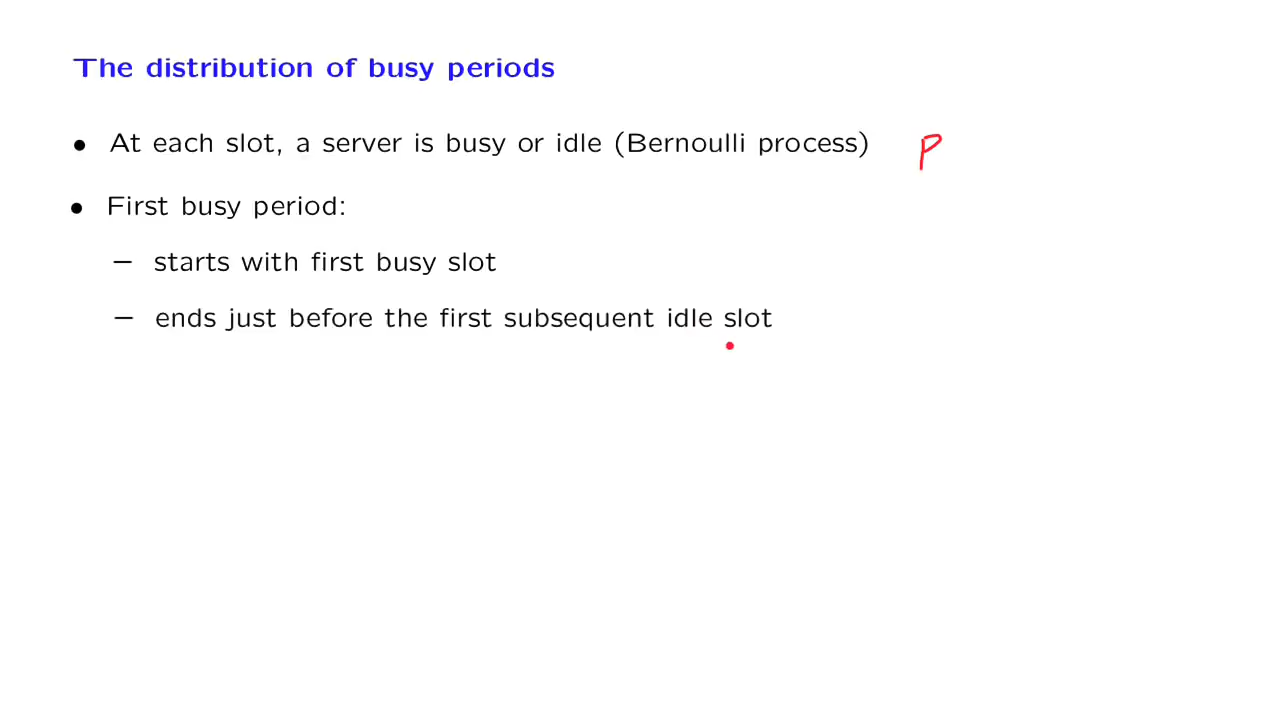 The distribution of busy periods
• At each slot, a server is busy or idle (Bernoulli process) P
• First busy period:
– starts with first busy slot
– ends just before the first subsequent idle slot